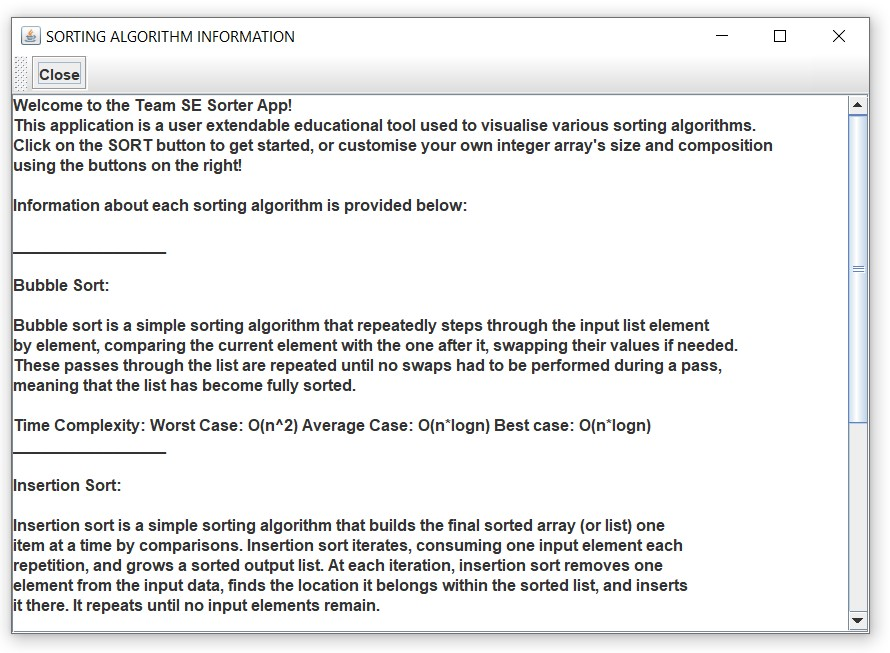 SORTING ALGORITHM INFORMATION
Close
Welcome to the Team SE Sorter App!
This application is a user extendable educational tool used to visualise various sorting algorithms.
Click on the SORT button to get started, or customise your own integer array's size and composition
using the buttons on the right!
Information about each sorting algorithm is provided below:
Bubble Sort:
Bubble sort is a simple sorting algorithm that repeatedly steps through the input list element
by element, comparing the current element with the one after it, swapping their values if needed.
These passes through the list are repeated until no swaps had to be performed during a pass,
meaning that the list has become fully sorted.
Time Complexity: Worst Case: O(n^2) Average Case: O(n*logn) Best case: O(n*logn)
Insertion Sort:
Insertion sort is a simple sorting algorithm that builds the final sorted array (or list) one
item at a time by comparisons. Insertion sort iterates, consuming one input element each
repetition, and grows a sorted output list. At each iteration, insertion sort removes one
element from the input data, finds the location it belongs within the sorted list, and inserts
it there. It repeats until no input elements remain.